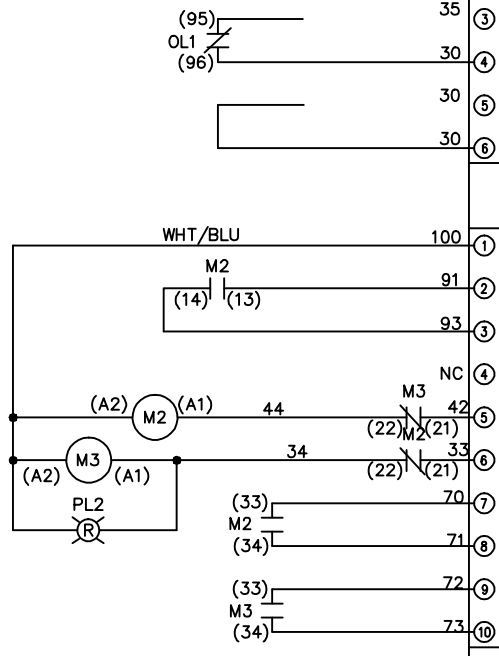 (95) 35 3
OL1
(96) 30 4
30 5
30 6
WHT/BLU 100 1
M2 91 2
(14) (13)
93 3
NC 4
M3
(A2) M2 (A1) 44 42 5
(22) (21)
M2
M3 34 33 6
(A2) (A1) (22) (21)
PL2
R
(33) 70 7
M2
(34) 71 8
(33) 72 9
M3
(34) 73 10